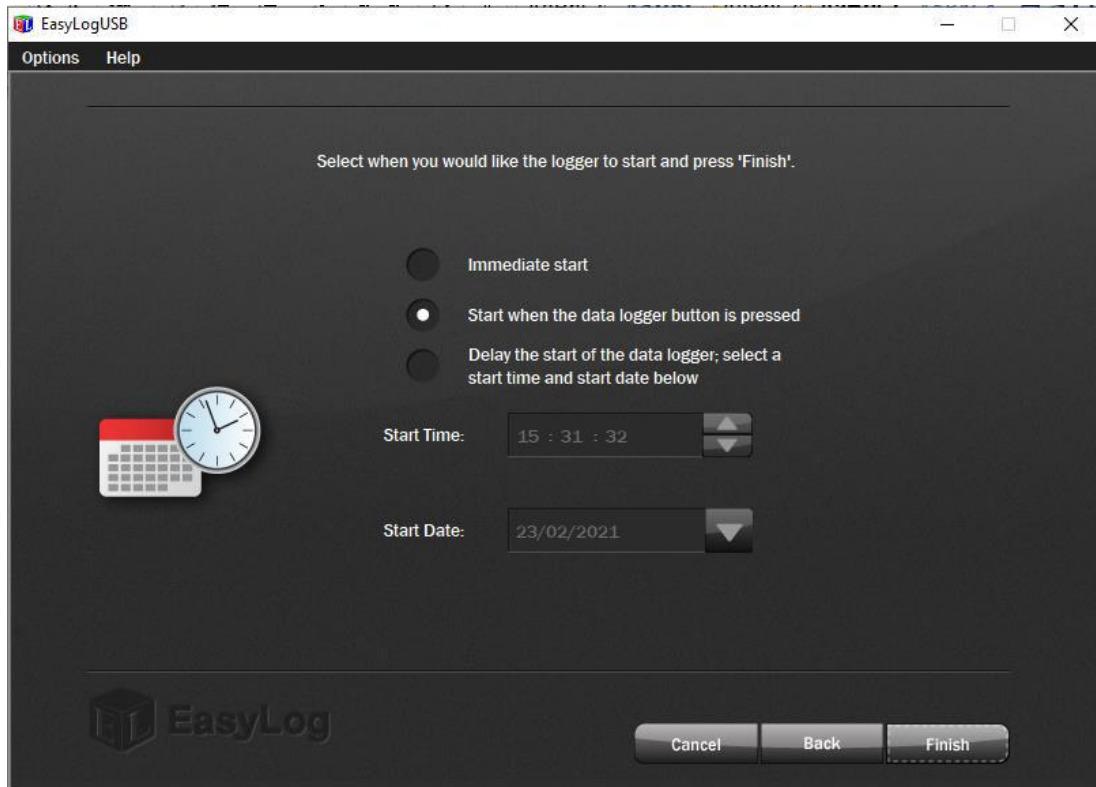 EasyLogUSB
Options Help
Select when you would like the logger to start and press 'Finish'.
Immediate start
Start when the data logger button is pressed
Delay the start of the data logger; select a
start time and start date below
Start Time: 15 : 31 : 32
Start Date: 23/02/2021
EL EasyLog
Cancel Back Finish